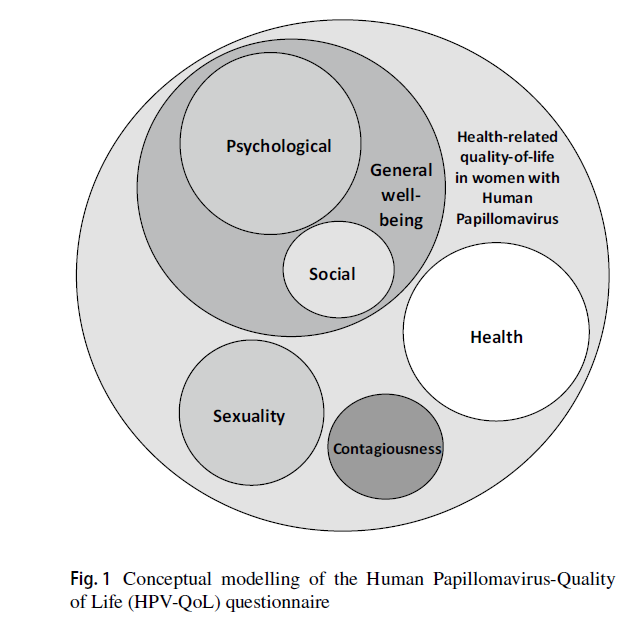 Psychological
General
well-
being
Social
Health-related
quality-of-life
in women with
Human
Papillomavirus
Health
Sexuality
Contagiousness
Fig. 1 Conceptual modelling of the Human Papillomavirus-Quality
of Life (HPV-QoL) questionnaire